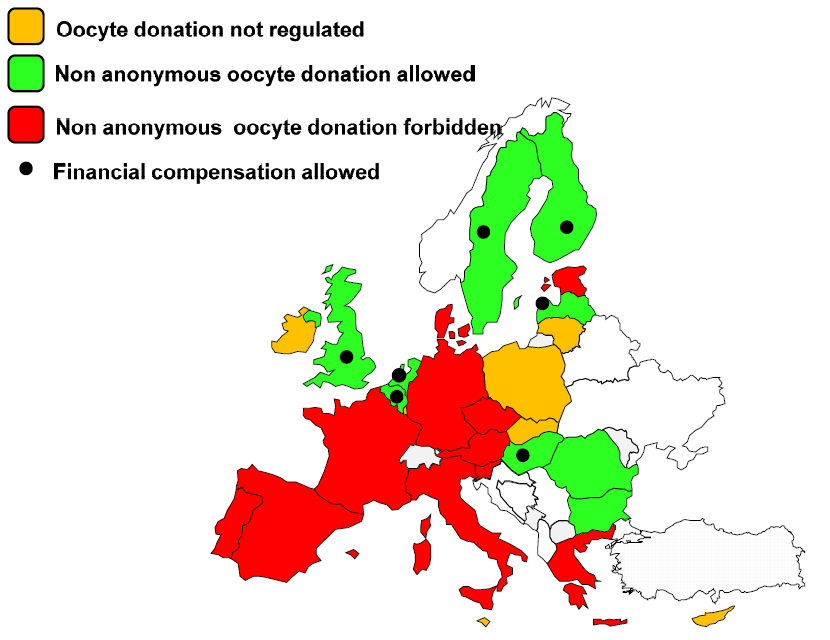 Oocyte donation not regulated
Non anonymous oocyte donation allowed
Non anonymous oocyte donation forbidden
Financial compensation allowed